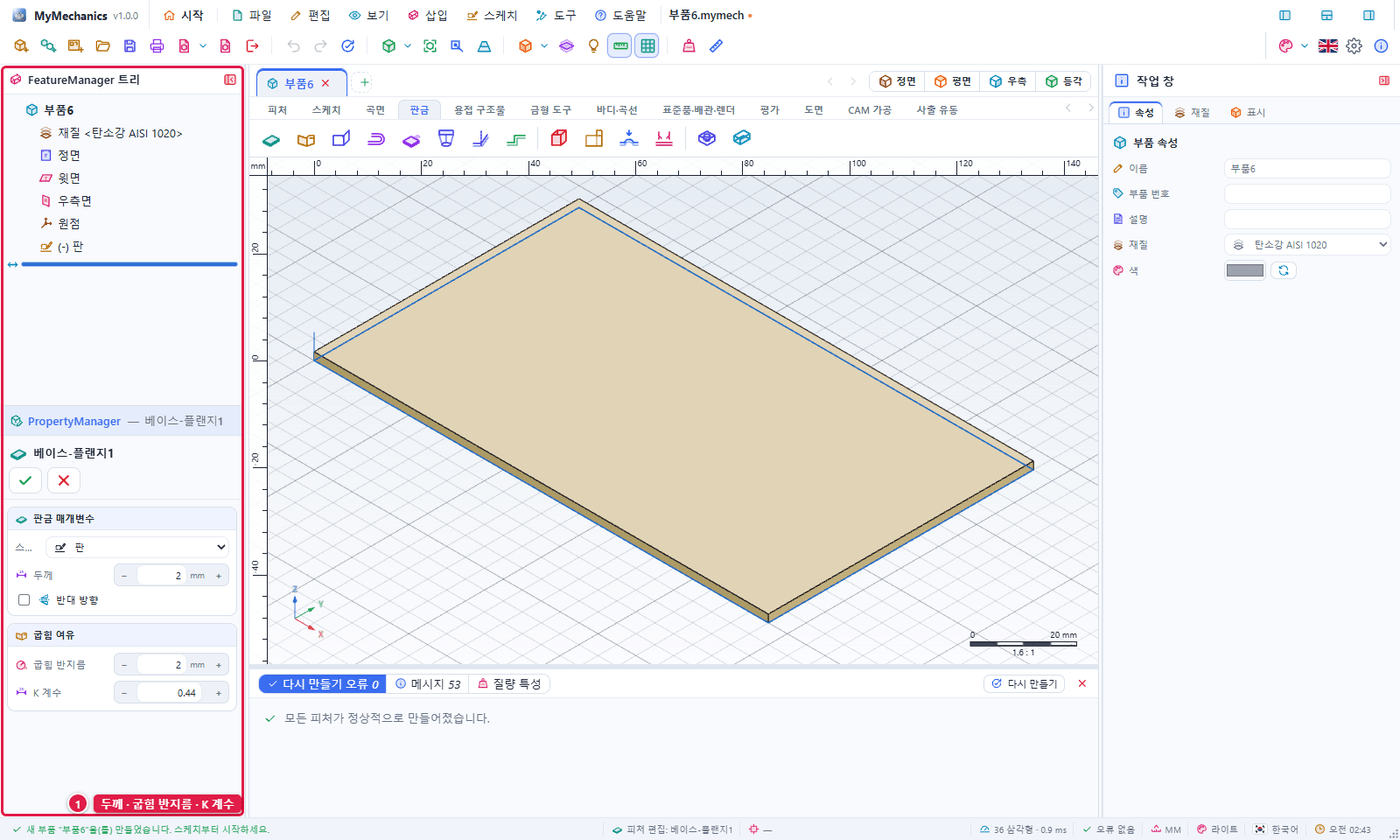 MyMechanics v1.0.0 시작 파일 편집 보기 삽입 스케치 도구 도움말 부품6.mymech •
FeatureManager 트리
부품6
재질 <탄소강 AISI 1020>
정면
윗면
우측면
원점
(-) 판
PropertyManager — 베이스-플랜지1
베이스-플랜지1
판금 매개변수
스... 판
두께 − 2 mm +
반대 방향
굽힘 여유
굽힘 반지름 − 2 mm +
K 계수 − 0.44 +
1 두께 · 굽힘 반지름 · K 계수
부품6
정면 평면 우측 등각
피처 스케치 곡면 판금 용접 구조물 금형 도구 바디·곡선 표준품·배관·렌더 평가 도면 CAM 가공 사출 유동
mm 0 20 40 60 80 100 120 140
20
0
20
40
Z
Y
X
0 20 mm
1.6 : 1
다시 만들기 오류 0 메시지 53 질량 특성 다시 만들기
모든 피처가 정상적으로 만들어졌습니다.
작업 창
속성 재질 표시
부품 속성
이름 부품6
부품 번호
설명
재질 탄소강 AISI 1020
색
새 부품 "부품6"을(를) 만들었습니다. 스케치부터 시작하세요. 피처 편집: 베이스-플랜지1 — 36 삼각형 · 0.9 ms 오류 없음 MM 라이트 한국어 오전 02:43